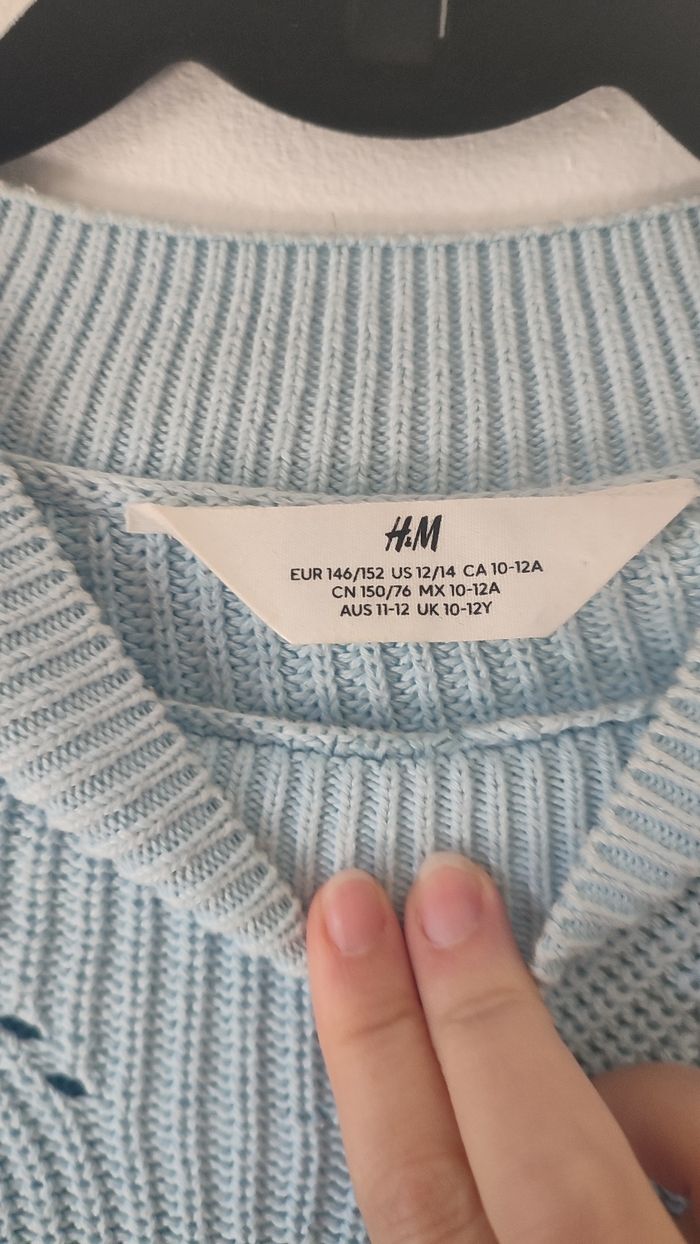 H&M
EUR 146/152 US 12/14 CA 10-12A
CN 150/76 MX 10-12A
AUS 11-12 UK 10-12Y